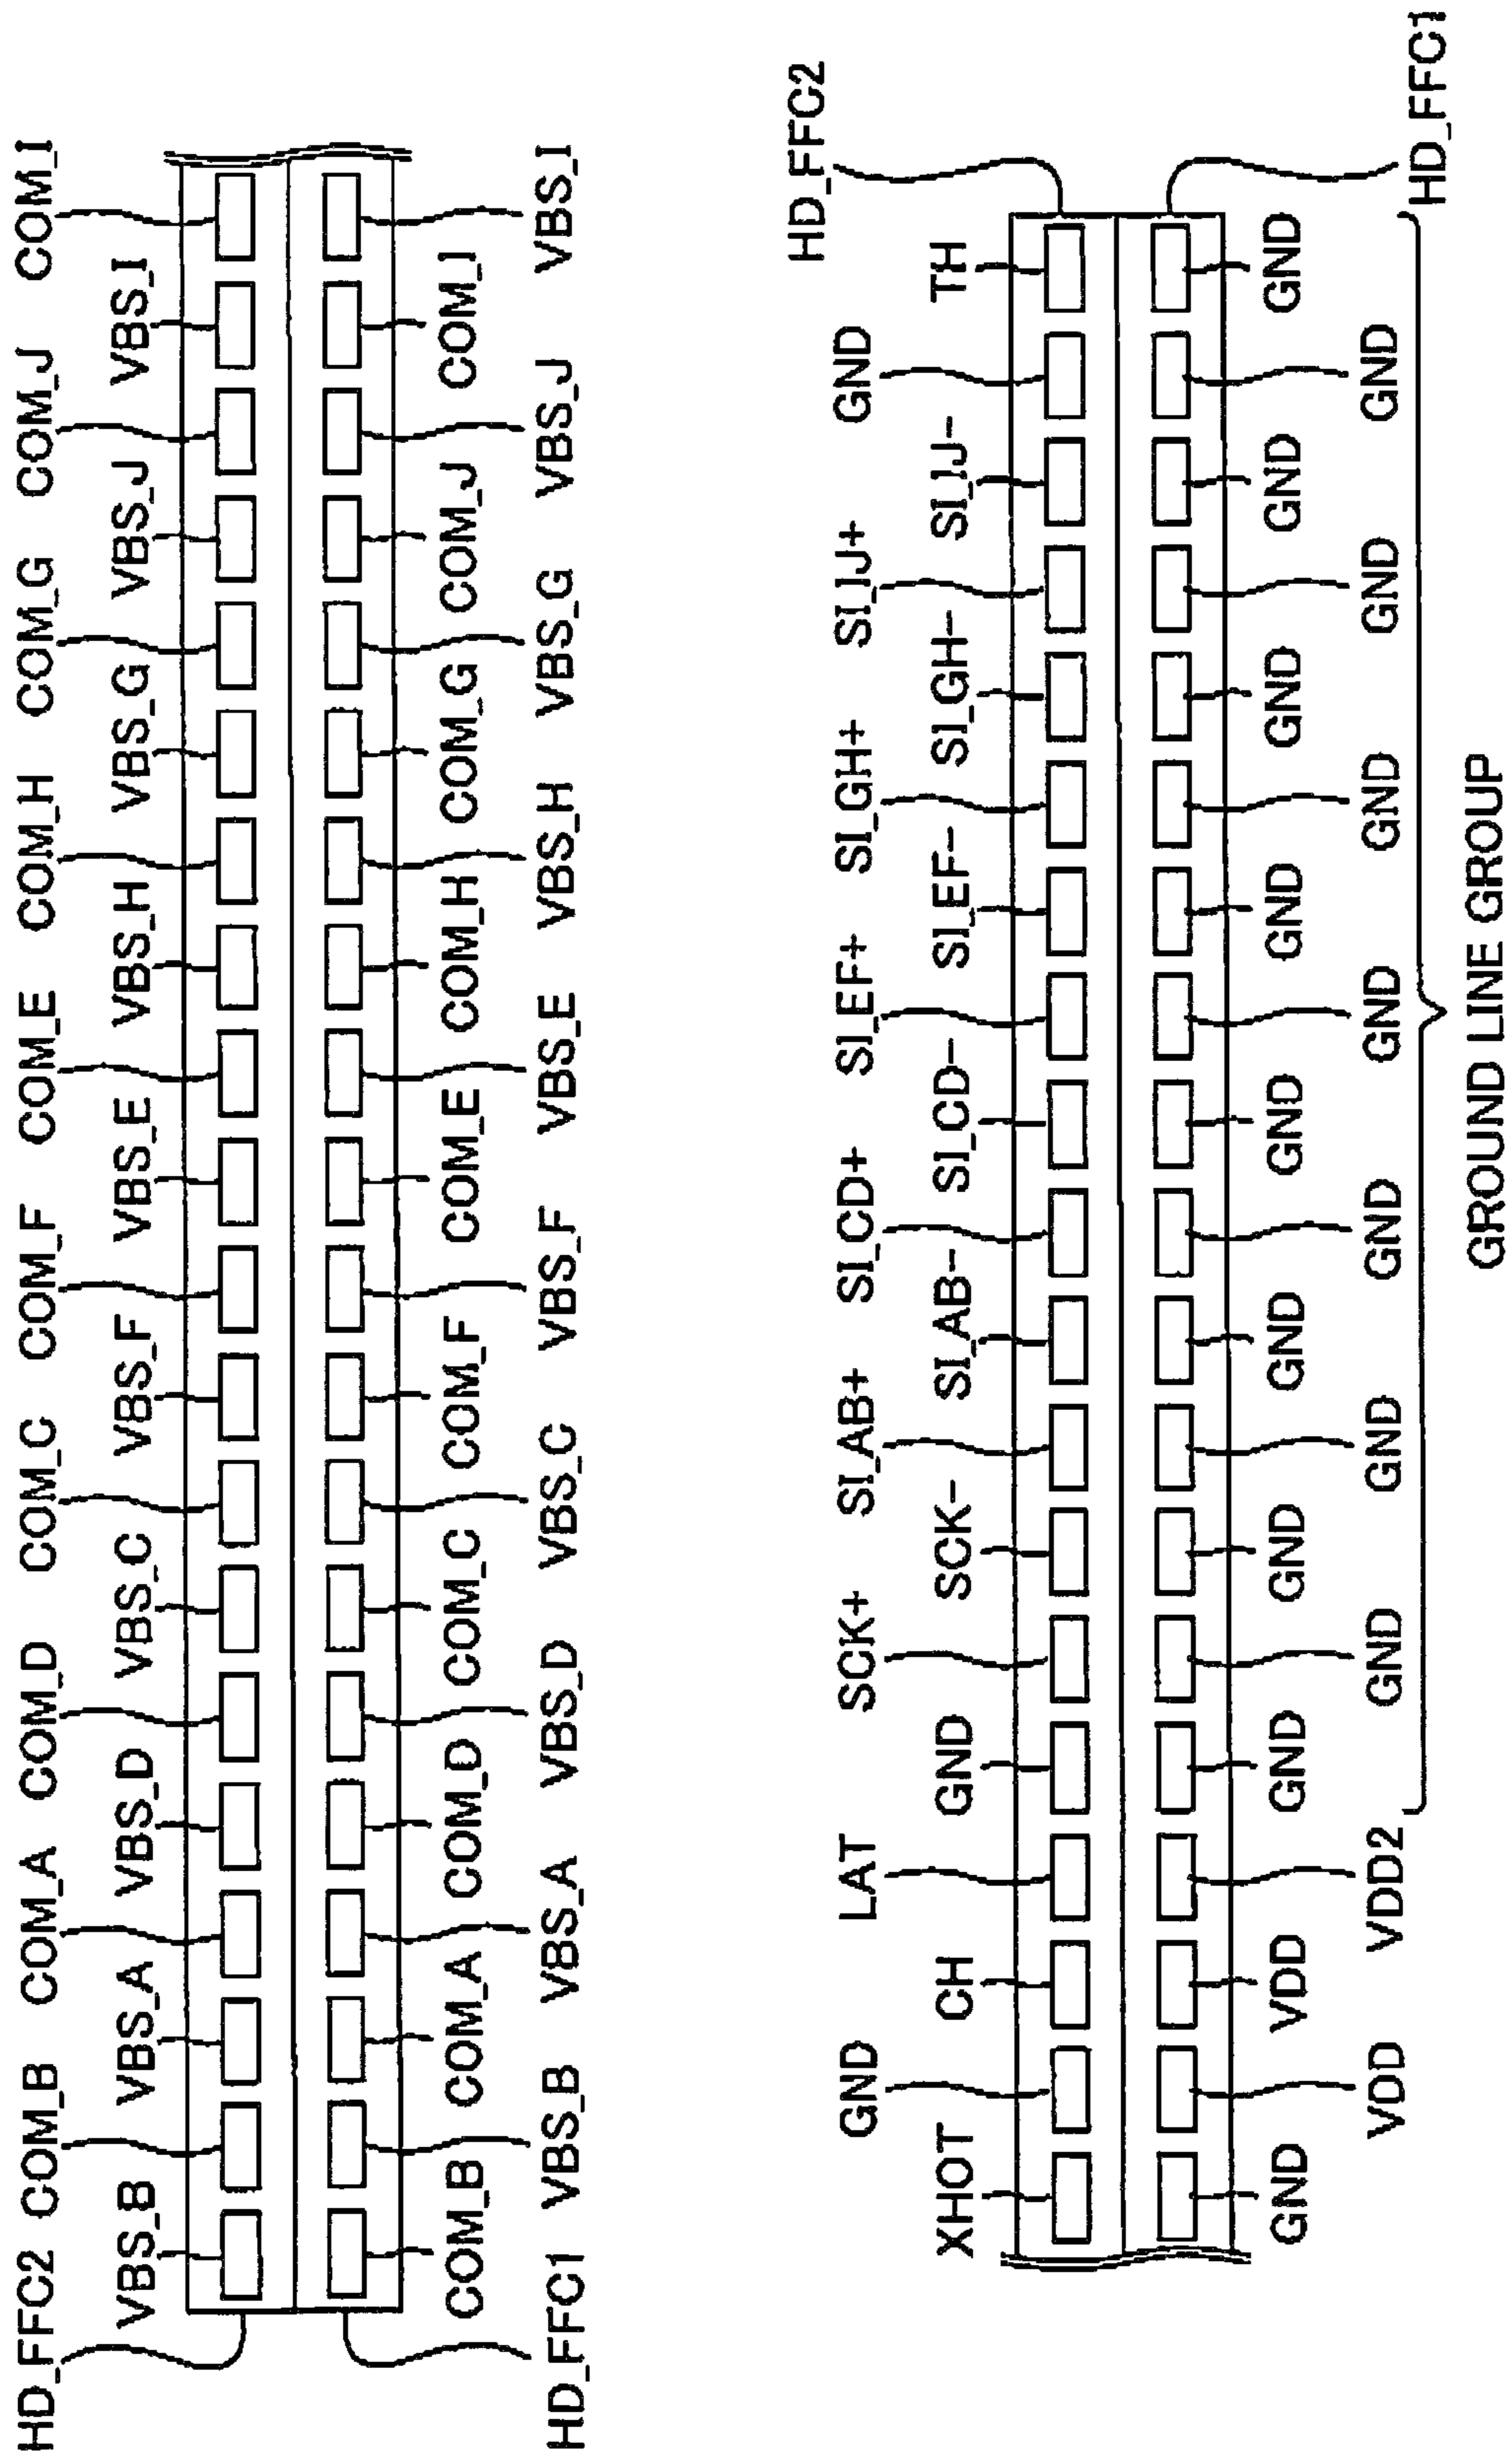 HD_FFC2 COM_B COM_A COM_D COM_C COM_F COM_E COM_H COM_G COM_J COM_I
VBS_B VBS_A VBS_D VBS_C VBS_F VBS_E VBS_H VBS_G VBS_J VBS_I
COM_B COM_A COM_D COM_C COM_F COM_E COM_H COM_G COM_J COM_I
HD_FFC1 VBS_B VBS_A VBS_D VBS_C VBS_F VBS_E VBS_H VBS_G VBS_J VBS_I
HD_FFC2
GND LAT SCK+ SI_AB+ SI_CD+ SI_EF+ SI_GH+ SI_IJ+ GND
XHOT CH GND SCK- SI_AB- SI_CD- SI_EF- SI_GH- SI_IJ- TH
GND VDD GND GND GND GND GND GND GND GND
VDD VDD2 GND GND GND GND GND GND GND
HD_FFC1
GROUND LINE GROUP